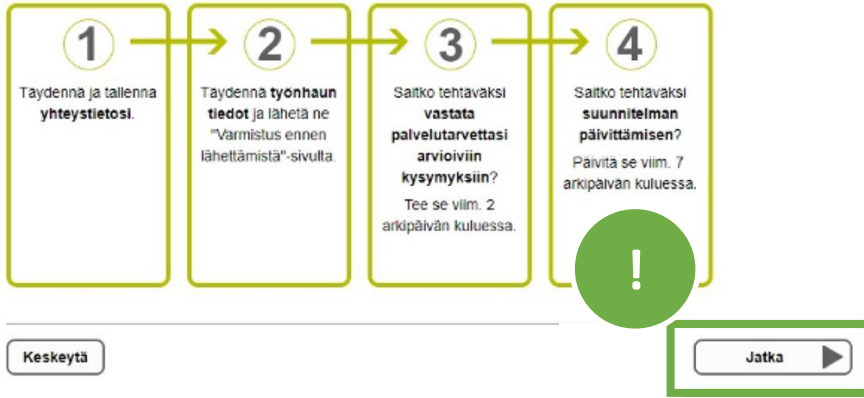 1
Täydennä ja tallenna
yhteystietosi.
2
Täydennä työnhaun
tiedot ja lähetä ne
"Varmistus ennen
lähettämistä"-sivulta.
3
Saitko tehtäväksi
vastata
palvelutarvettasi
arvioiviin
kysymyksiin?
Tee se viim. 2
arkipäivän kuluessa.
4
Saitko tehtäväksi
suunnitelman
päivittämisen?
Päivitä se viim. 7
arkipäivän kuluessa.
!
Keskeytä
Jatka